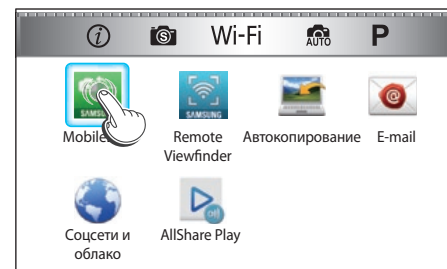 Wi-Fi
AUTO
P
SAMSUNG
SAMSUNG
Mobile
Remote
Viewfinder
Автокопирование
E-mail
Соцсети и
облако
AllShare Play